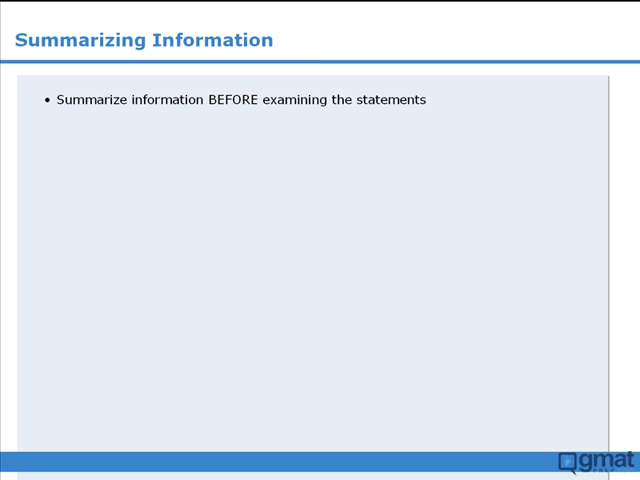 Summarizing Information
• Summarize information BEFORE examining the statements
gmat